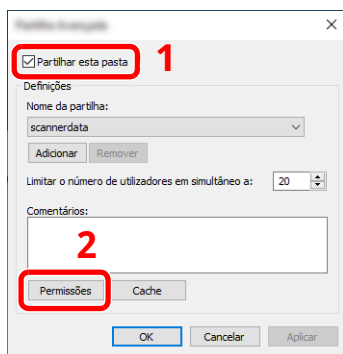 Partilhar esta pasta
1
Definições
Nome da partilha:
scannerdata
Adicionar Remover
Limitar o número de utilizadores em simultâneo a: 20
Comentários:
2
Permissões Cache
OK Cancelar Aplicar